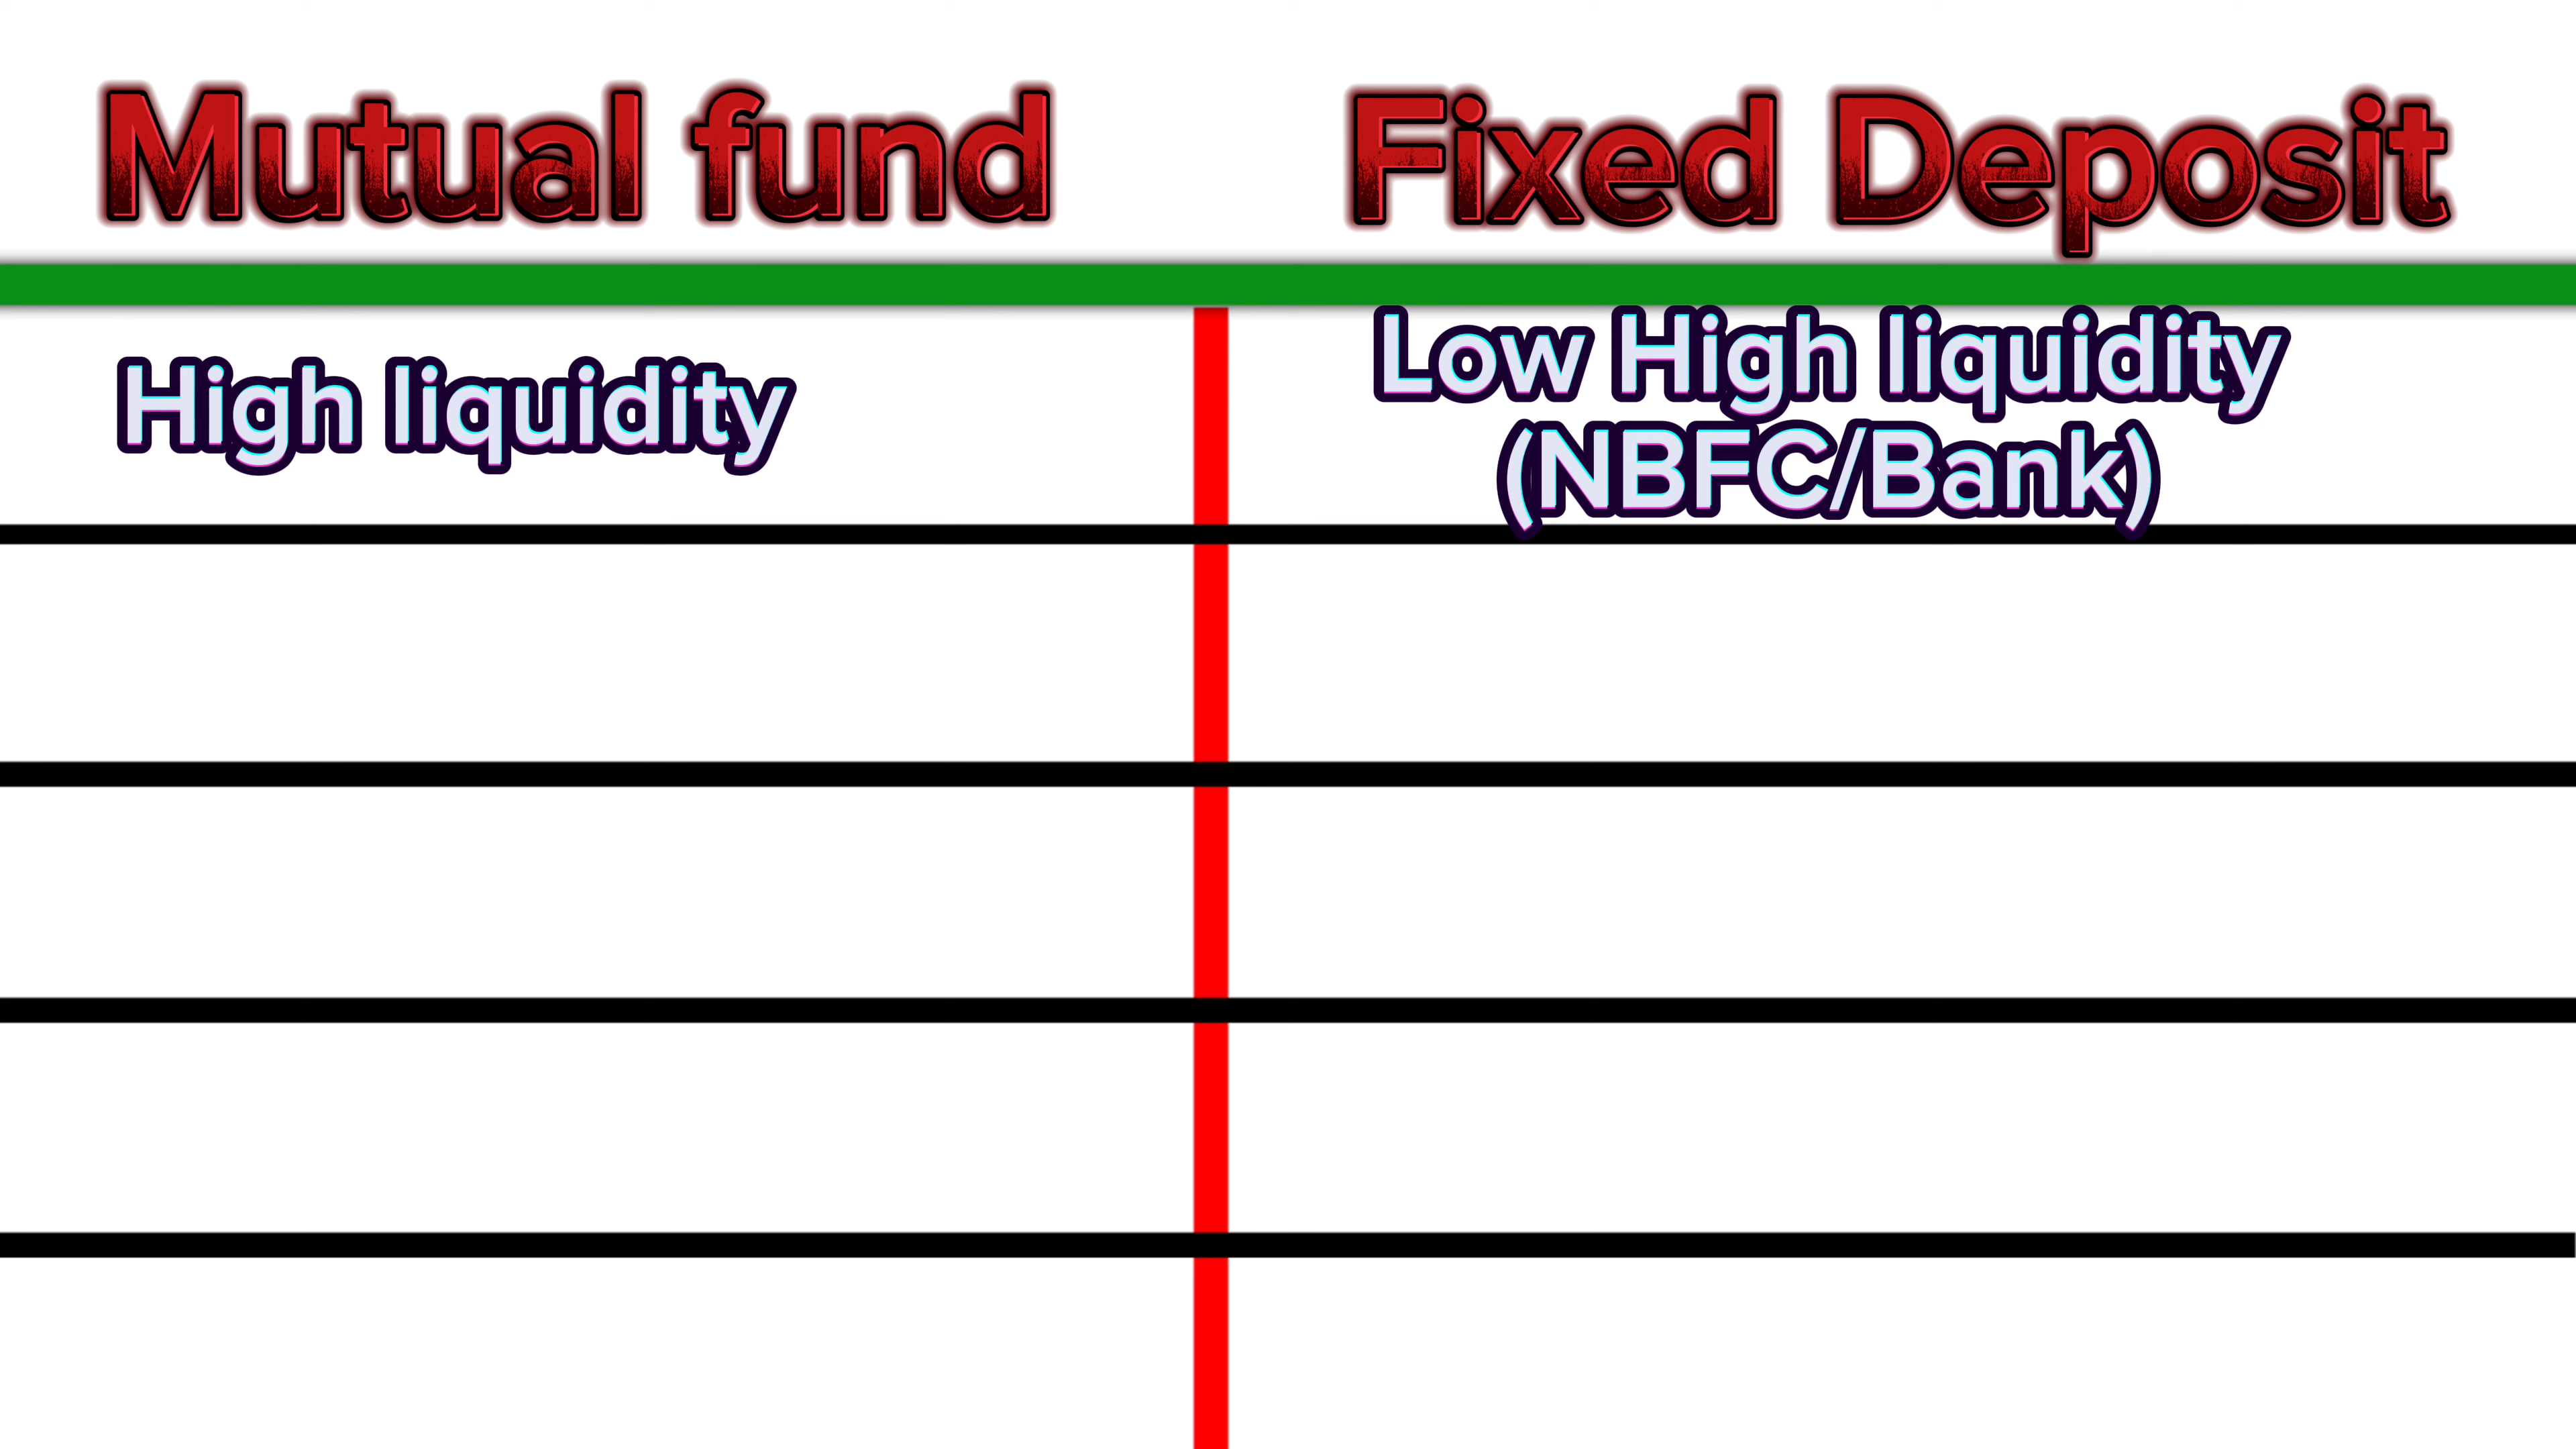 Mutual fund
Fixed Deposit
High liquidity
Low High liquidity
(NBFC/Bank)